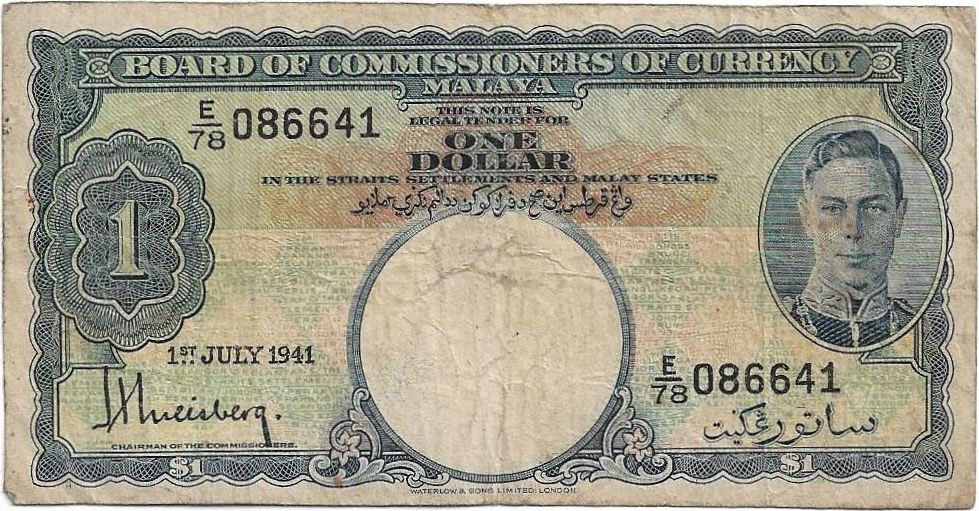 BOARD OF COMMISSIONERS OF CURRENCY
MALAYA
THIS NOTE IS
LEGAL TENDER FOR
ONE
DOLLAR
IN THE STRAITS SETTLEMENTS AND MALAY STATES
E/78 086641
1
1ST JULY 1941
CHAIRMAN OF THE COMMISSIONERS.
E/78 086641
ساتو رڠڬيت
$1
$1
WATERLOW & SONS LIMITED, LONDON